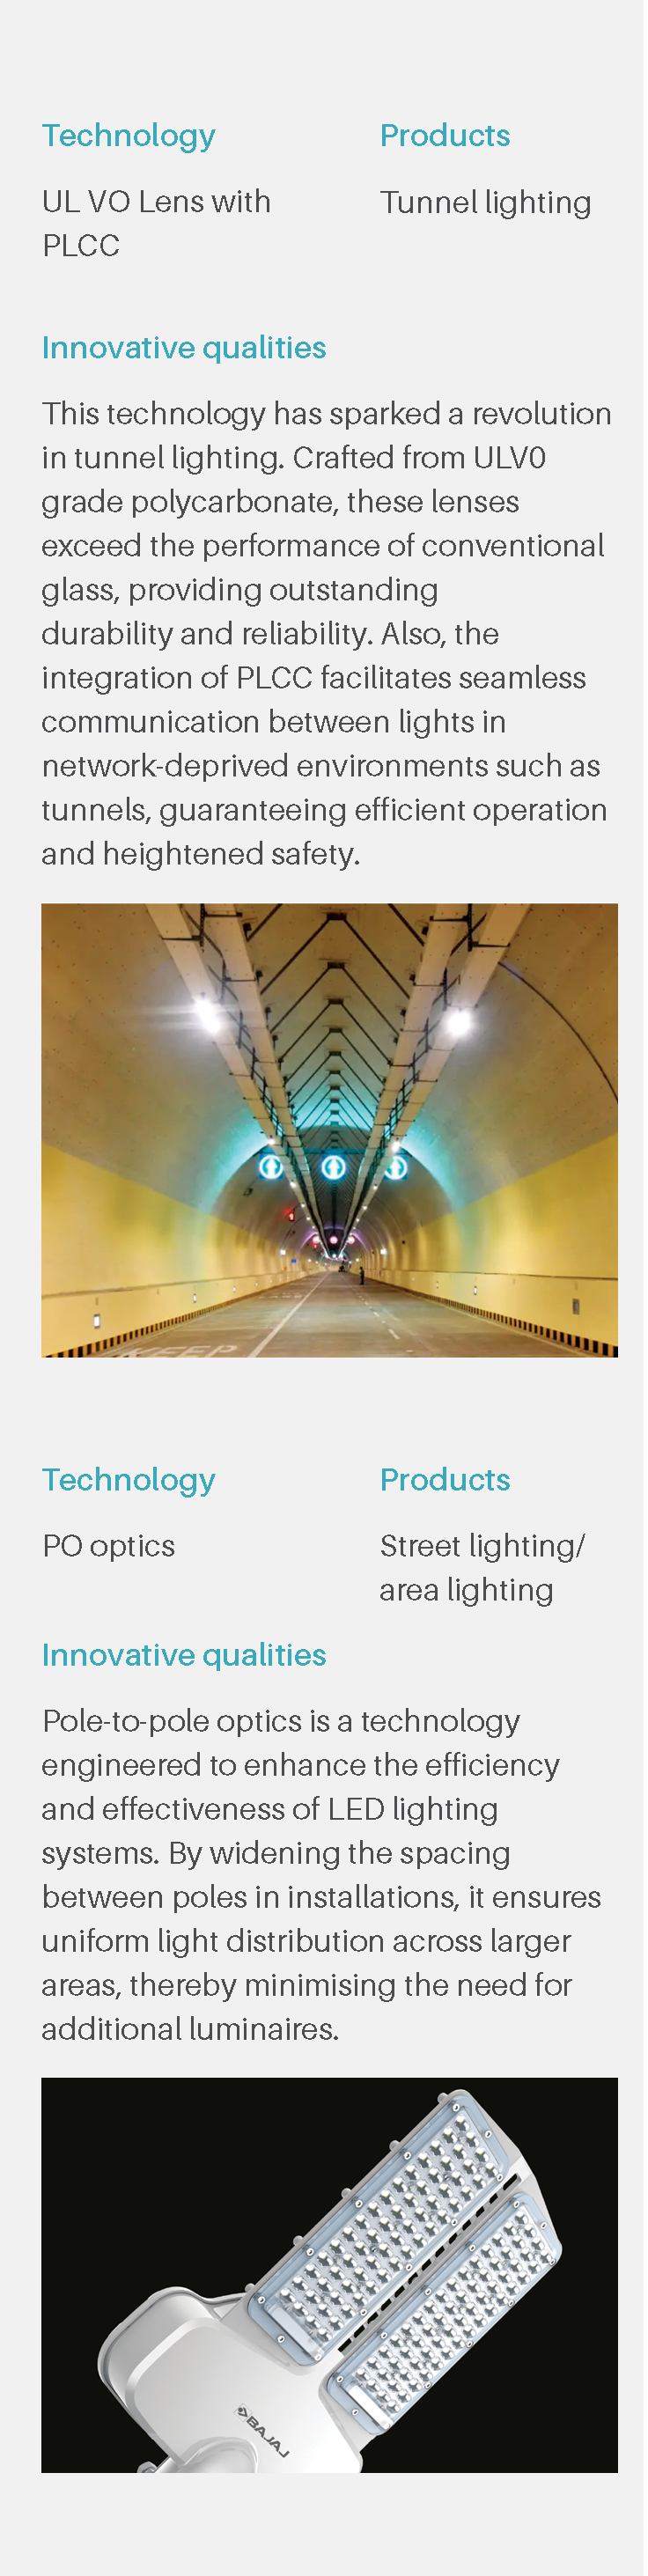 Technology
Products
UL VO Lens with
PLCC
Tunnel lighting
Innovative qualities
This technology has sparked a revolution
in tunnel lighting. Crafted from ULV0
grade polycarbonate, these lenses
exceed the performance of conventional
glass, providing outstanding
durability and reliability. Also, the
integration of PLCC facilitates seamless
communication between lights in
network-deprived environments such as
tunnels, guaranteeing efficient operation
and heightened safety.
KEEP
Technology
Products
PO optics
Street lighting/
area lighting
Innovative qualities
Pole-to-pole optics is a technology
engineered to enhance the efficiency
and effectiveness of LED lighting
systems. By widening the spacing
between poles in installations, it ensures
uniform light distribution across larger
areas, thereby minimising the need for
additional luminaires.
BAJAJ